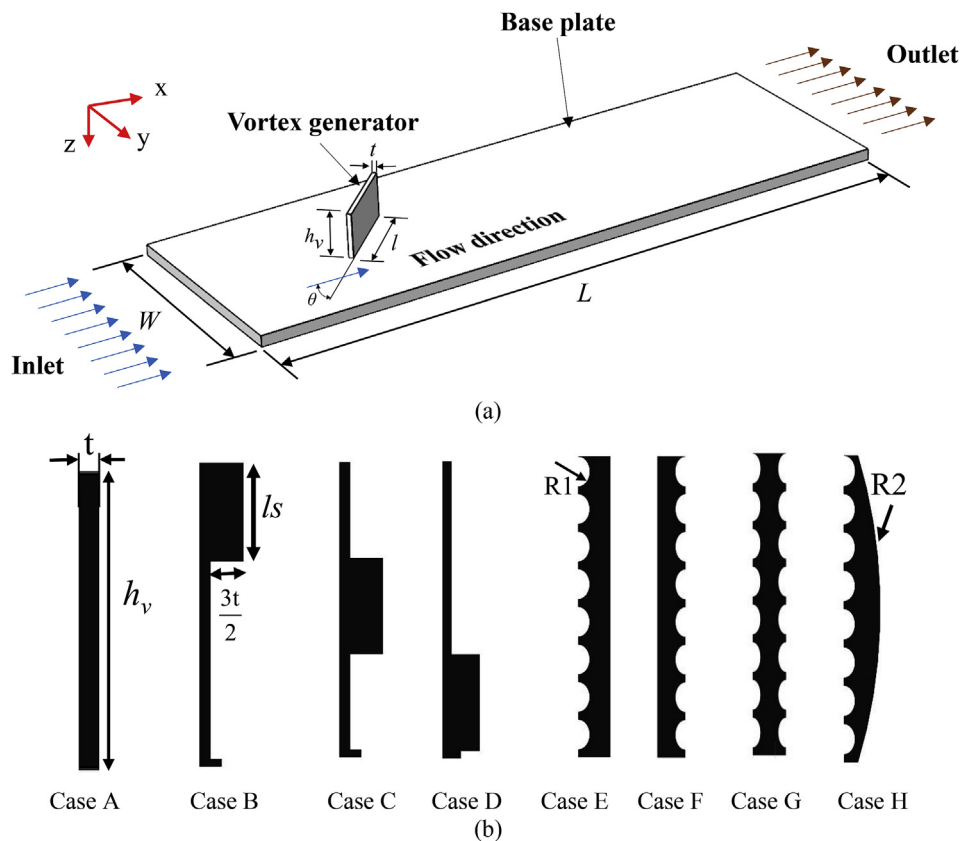 Base plate
Outlet
x
z
y
Vortex generator
t
h_v
l
Flow direction
θ
L
W
Inlet
(a)
t
h_v
ls
3t
2
R1
R2
Case A
Case B
Case C
Case D
Case E
Case F
Case G
Case H
(b)